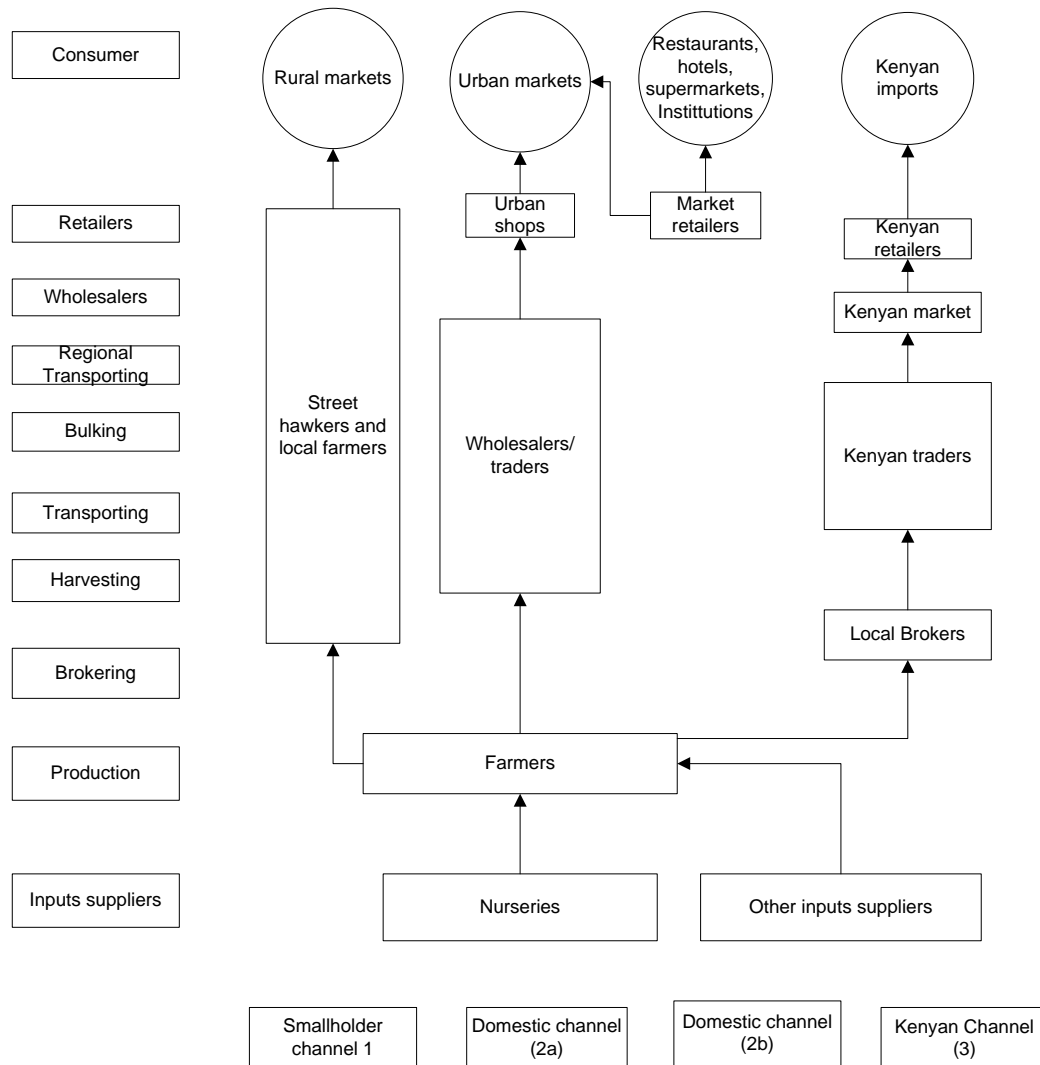 Consumer
Rural markets
Urban markets
Restaurants,
hotels,
supermarkets,
Instittutions
Kenyan
imports
Retailers
Urban
shops
Market
retailers
Kenyan
retailers
Wholesalers
Kenyan market
Regional
Transporting
Bulking
Street
hawkers and
local farmers
Wholesalers/
traders
Kenyan traders
Transporting
Harvesting
Local Brokers
Brokering
Production
Farmers
Inputs suppliers
Nurseries
Other inputs suppliers
Smallholder
channel 1
Domestic channel
(2a)
Domestic channel
(2b)
Kenyan Channel
(3)